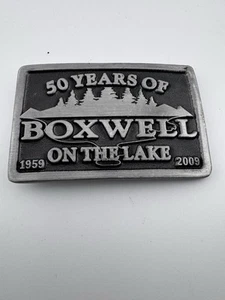 50 YEARS OF
BOXWELL
ON THE LAKE
1959 2009